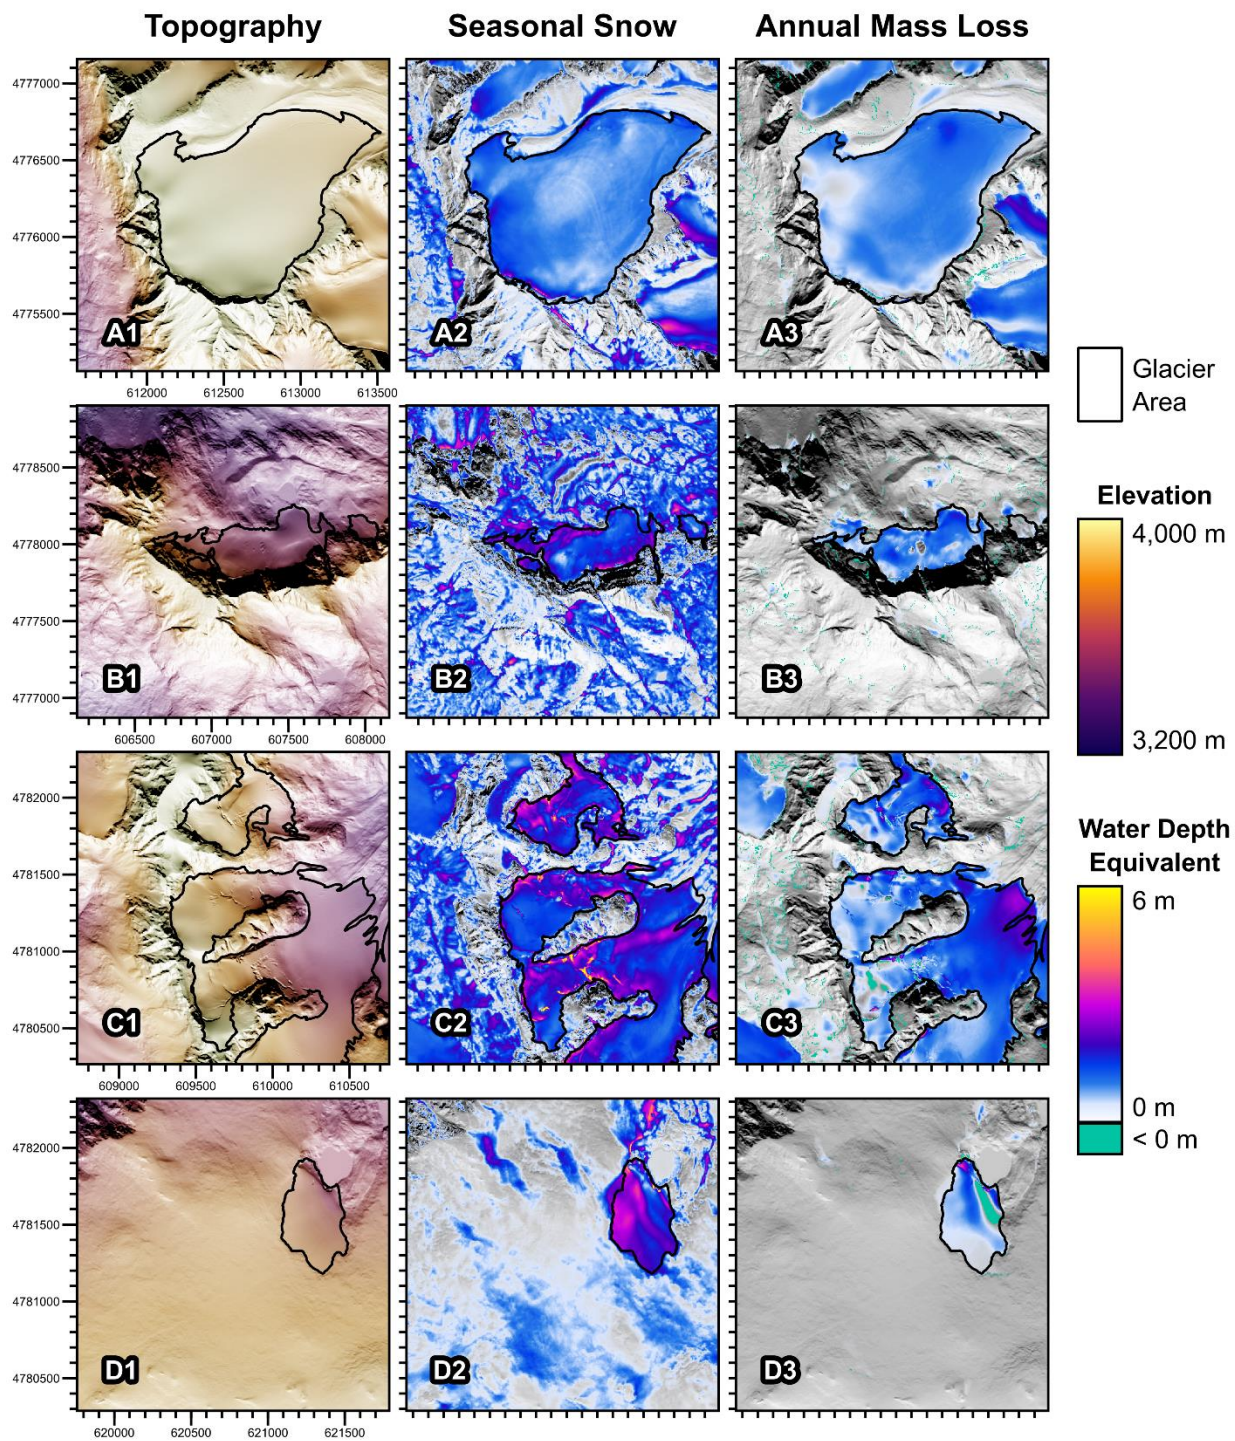 Topography Seasonal Snow Annual Mass Loss
4777000
4776500
4776000
4775500
A1 A2 A3
612000 612500 613000 613500
Glacier
Area
4778500
4778000
4777500
4777000
B1 B2 B3
606500 607000 607500 608000
Elevation
4,000 m
3,200 m
4782000
4781500
4781000
4780500
C1 C2 C3
609000 609500 610000 610500
Water Depth
Equivalent
6 m
0 m
< 0 m
4782000
4781500
4781000
4780500
D1 D2 D3
620000 620500 621000 621500